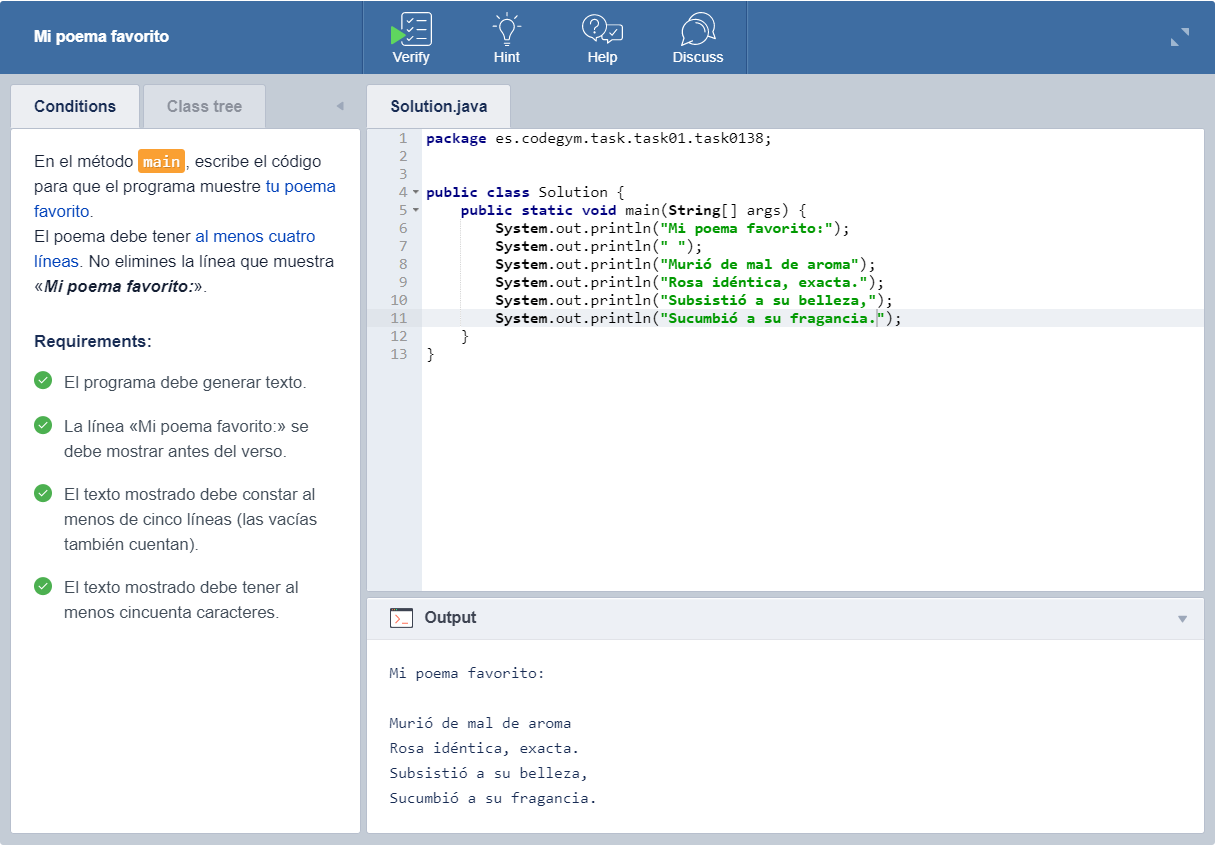 Mi poema favorito
Verify
Hint
Help
Discuss
Conditions
Class tree
En el método main, escribe el código
para que el programa muestre tu poema
favorito.
El poema debe tener al menos cuatro
líneas. No elimines la línea que muestra
«Mi poema favorito:».
Requirements:
El programa debe generar texto.
La línea «Mi poema favorito:» se
debe mostrar antes del verso.
El texto mostrado debe constar al
menos de cinco líneas (las vacías
también cuentan).
El texto mostrado debe tener al
menos cincuenta caracteres.
Solution.java
1 package es.codegym.task.task01.task0138;
2
3
4 public class Solution {
5 public static void main(String[] args) {
6 System.out.println("Mi poema favorito:");
7 System.out.println(" ");
8 System.out.println("Murió de mal de aroma");
9 System.out.println("Rosa idéntica, exacta.");
10 System.out.println("Subsistió a su belleza,");
11 System.out.println("Sucumbió a su fragancia.");
12 }
13 }
>_ Output
Mi poema favorito:
Murió de mal de aroma
Rosa idéntica, exacta.
Subsistió a su belleza,
Sucumbió a su fragancia.